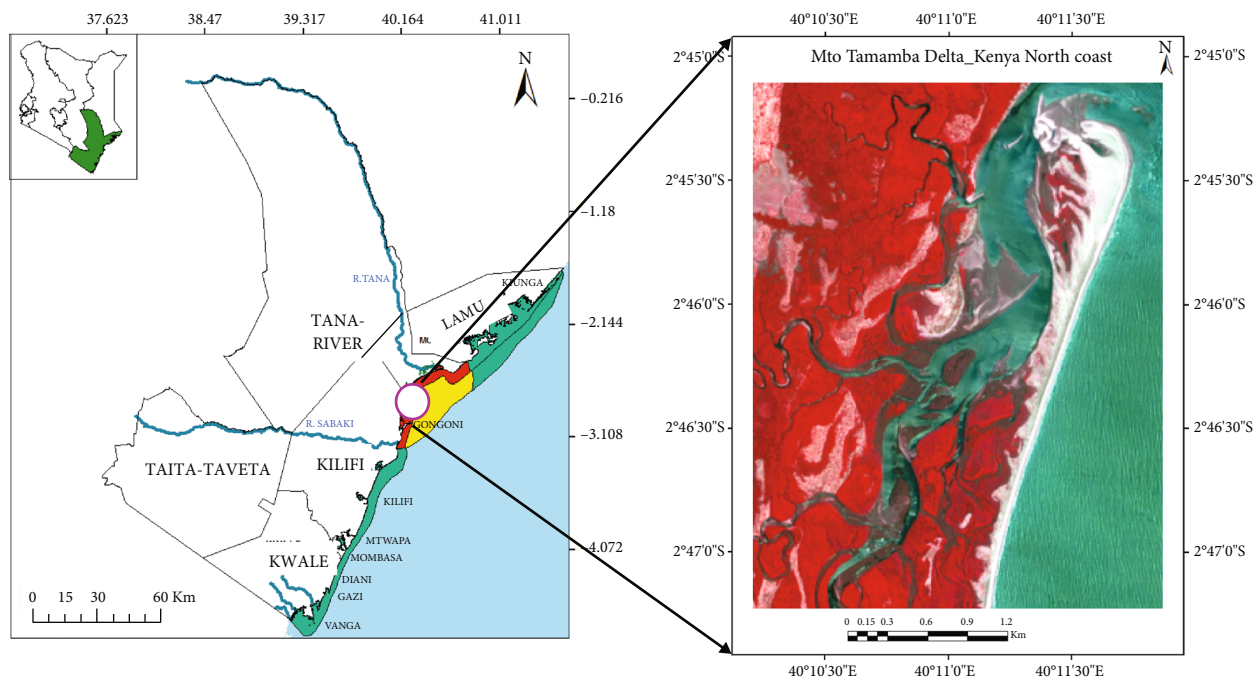 37.623 38.47 39.317 40.164 41.011
N
−0.216
−1.18
−2.144
−3.108
−4.072
R.TANA
KIUNGA
LAMU
TANA-
RIVER
Mt.
GONGONI
R. SABAKI
TAITA-TAVETA
KILIFI
KILIFI
MTWAPA
KWALE
MOMBASA
DIANI
GAZI
VANGA
0 15 30 60 Km
40°10'30"E 40°11'0"E 40°11'30"E
Mto Tamamba Delta_Kenya North coast
N
2°45'0"S 2°45'0"S
2°45'30"S 2°45'30"S
2°46'0"S 2°46'0"S
2°46'30"S 2°46'30"S
2°47'0"S 2°47'0"S
0 0.15 0.3 0.6 0.9 1.2
Km
40°10'30"E 40°11'0"E 40°11'30"E